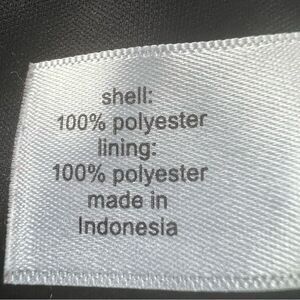 shell:
100% polyester
lining:
100% polyester
made in
Indonesia